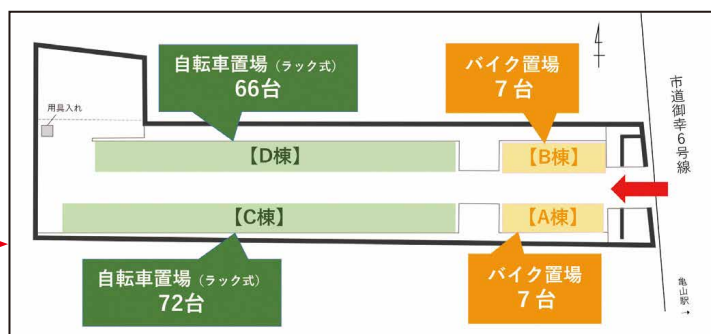 自転車置場（ラック式）
66台
バイク置場
７台
用具入れ
市道御幸６号線
【D棟】
【B棟】
【C棟】
【A棟】
自転車置場（ラック式）
72台
バイク置場
７台
亀山駅→